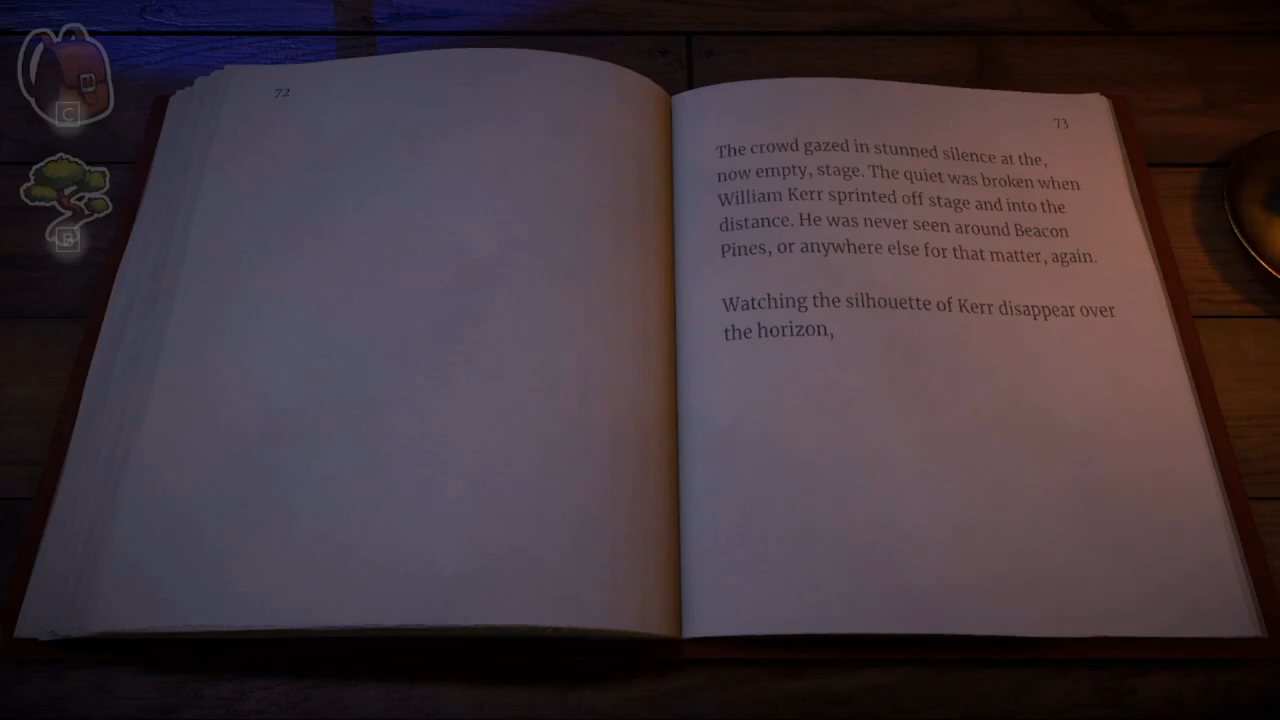 C
B
72
73
The crowd gazed in stunned silence at the,
now empty, stage. The quiet was broken when
William Kerr sprinted off stage and into the
distance. He was never seen around Beacon
Pines, or anywhere else for that matter, again.
Watching the silhouette of Kerr disappear over
the horizon,